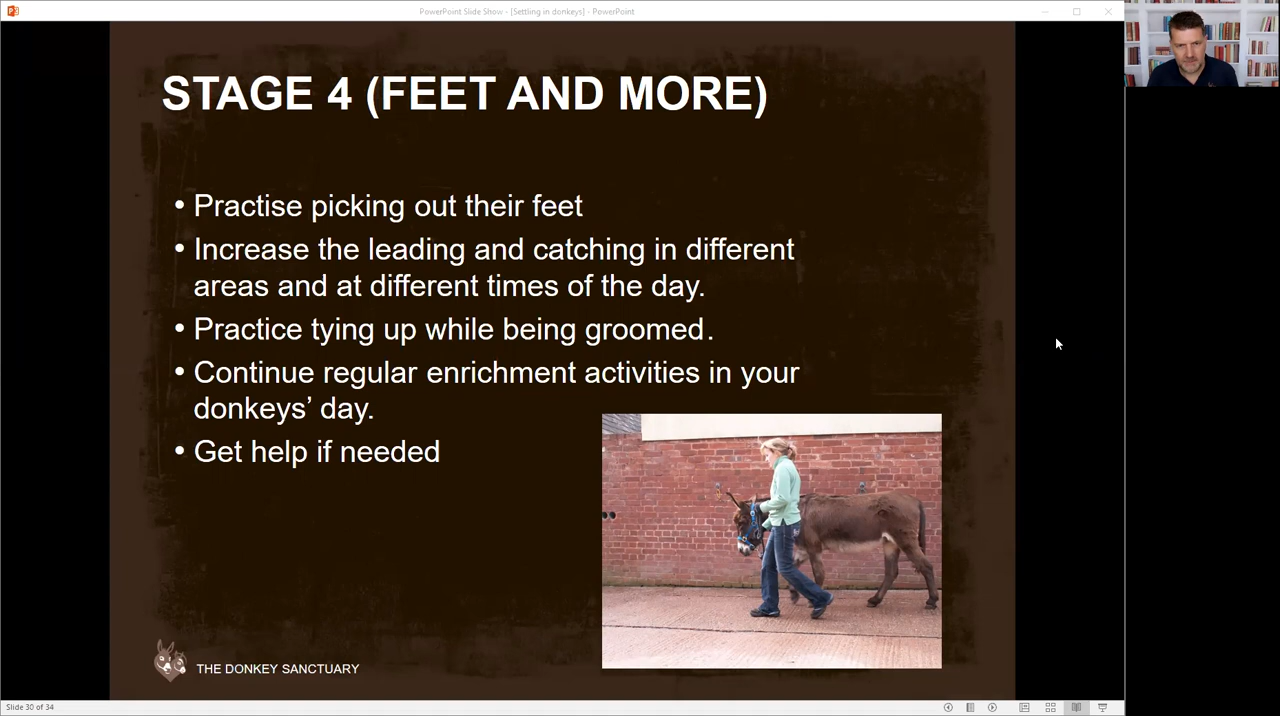 PowerPoint Slide Show - [Settling in donkeys] - PowerPoint
STAGE 4 (FEET AND MORE)
• Practise picking out their feet
• Increase the leading and catching in different
areas and at different times of the day.
• Practice tying up while being groomed.
• Continue regular enrichment activities in your
donkeys’ day.
• Get help if needed
THE DONKEY SANCTUARY
Slide 30 of 34